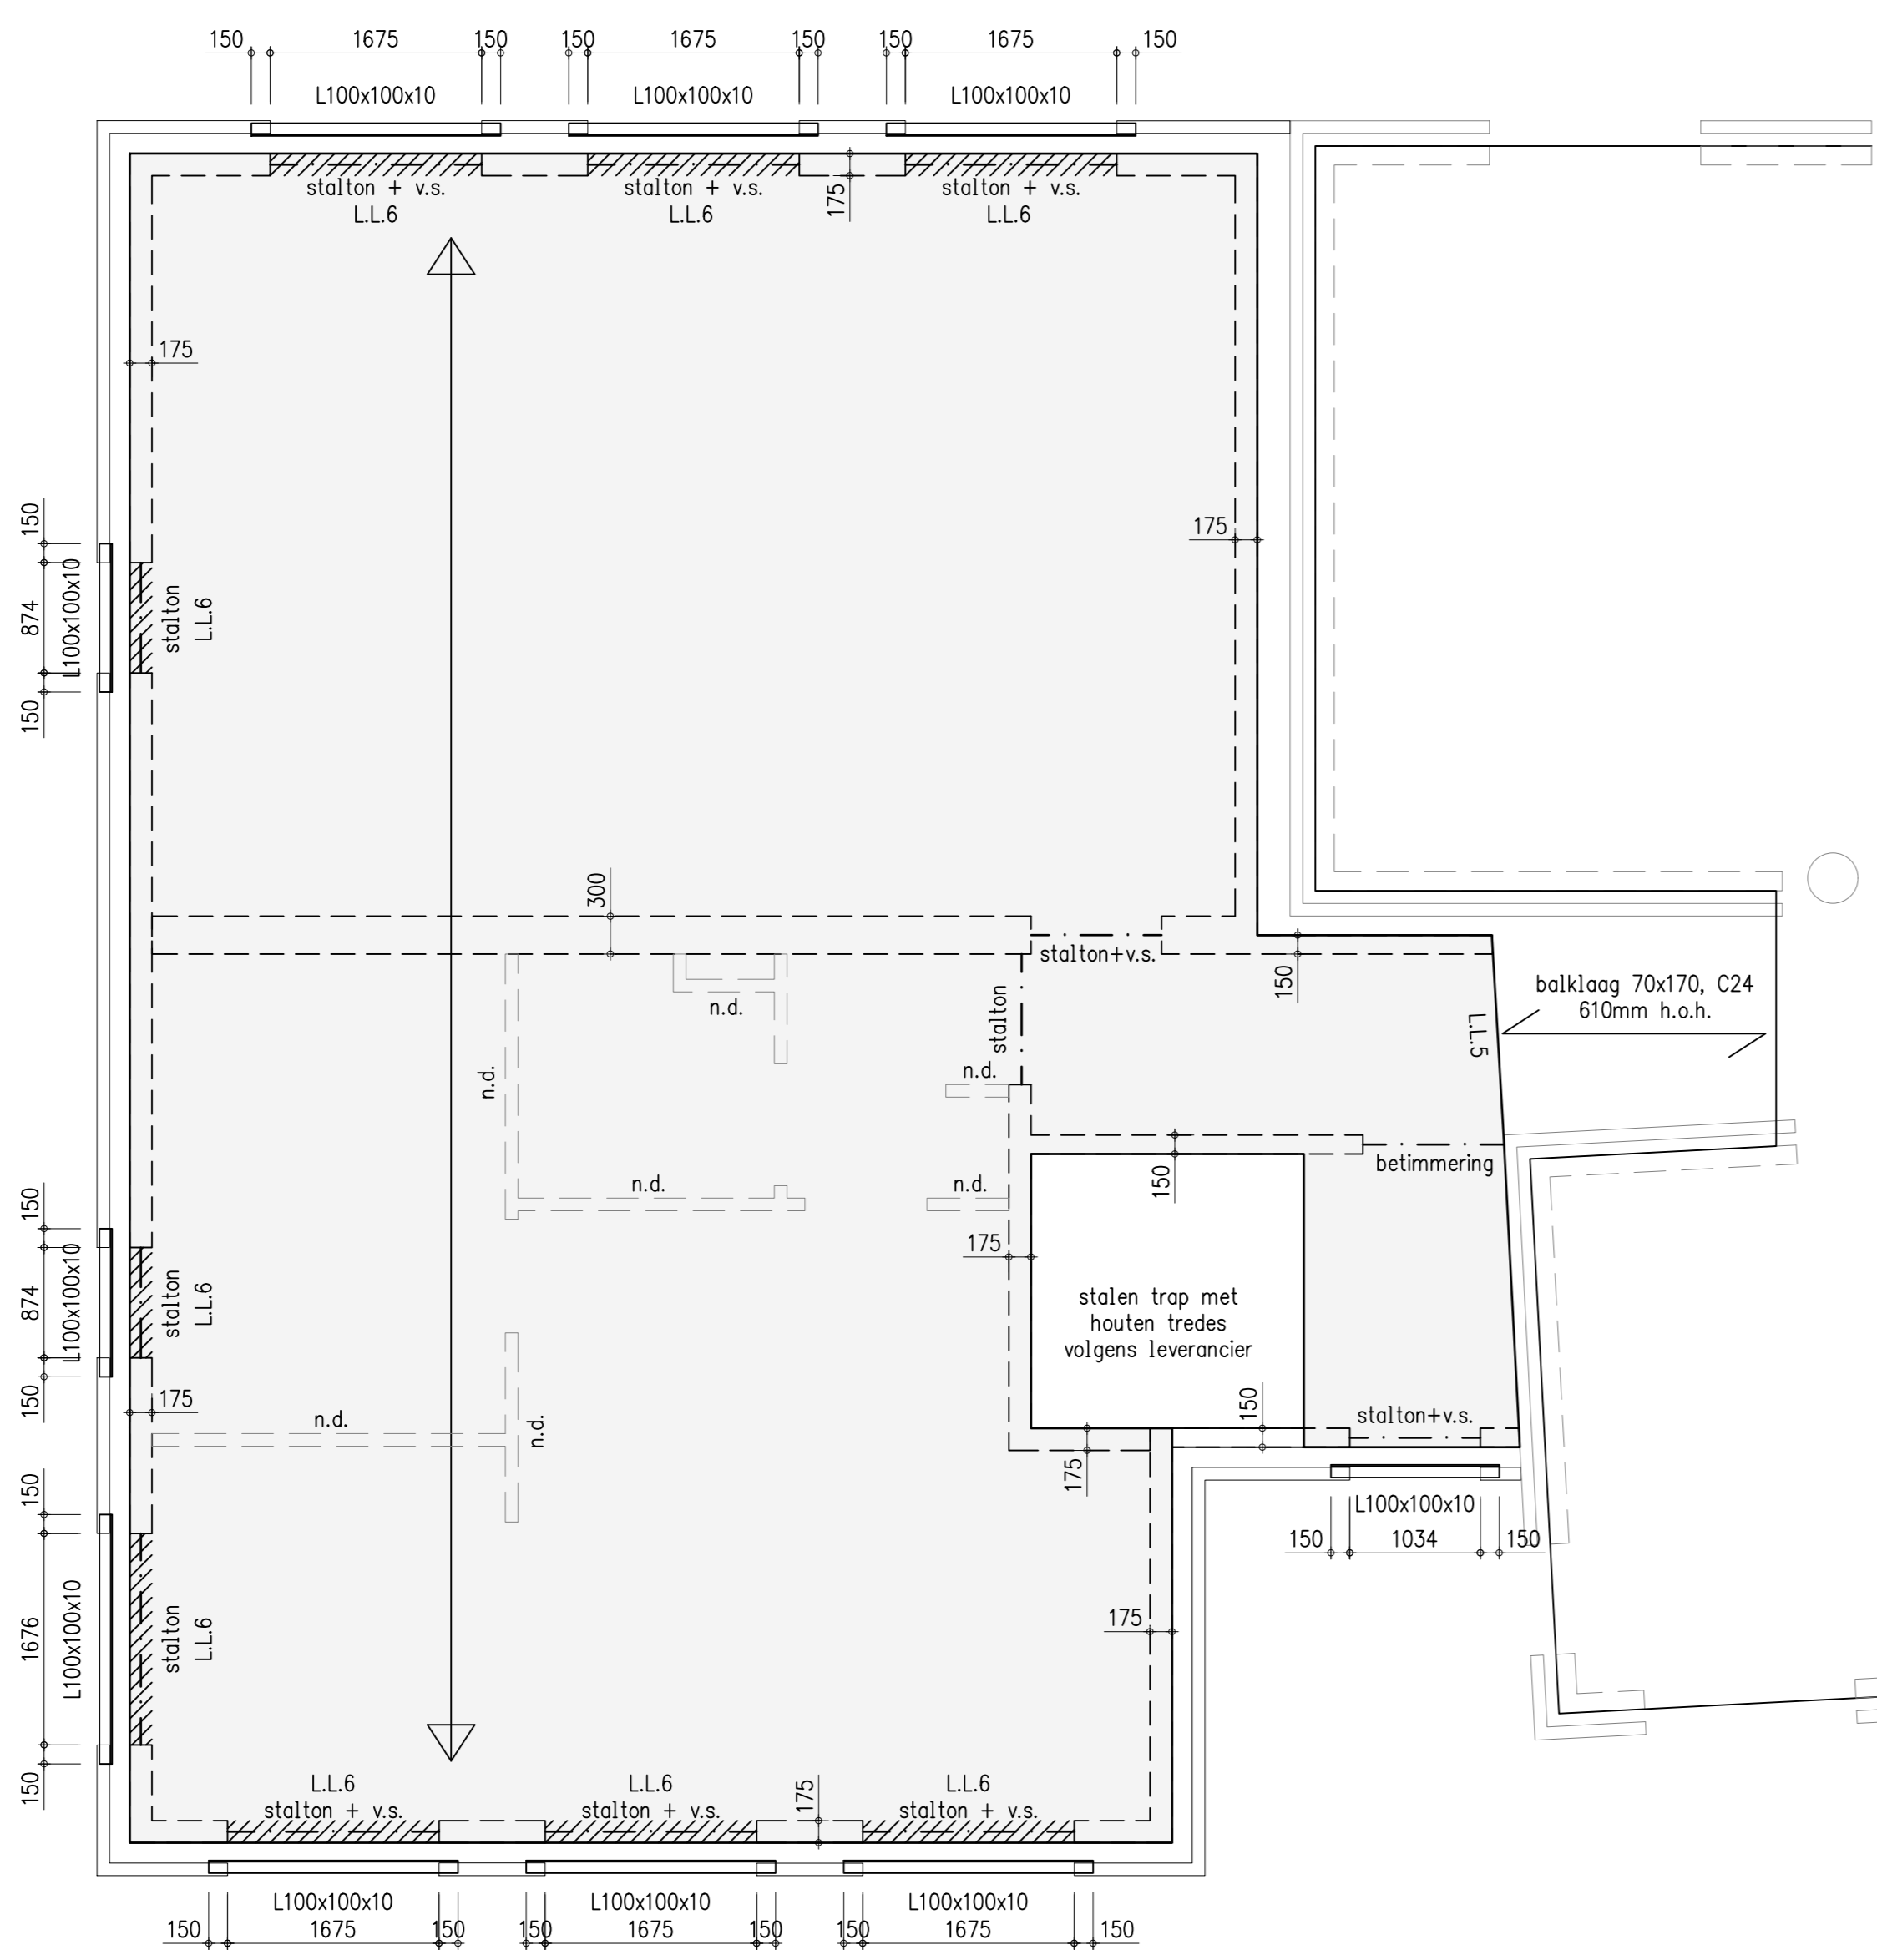 150 1675 150 150 1675 150 150 1675 150
L100x100x10 L100x100x10 L100x100x10
stalton + v.s. stalton + v.s. stalton + v.s.
L.L.6 L.L.6 L.L.6
175
175
175
150
874
150
L100x100x10
stalton
L.L.6
300
stalton+v.s.
150
balklaag 70x170, C24
610mm h.o.h.
L.L.5
stalton
n.d.
n.d.
n.d.
150
betimmering
n.d.
n.d.
175
150
874
150
L100x100x10
stalton
L.L.6
stalen trap met
houten tredes
volgens leverancier
175
n.d.
n.d.
150
stalton+v.s.
175
L100x100x10
150 1034 150
150
1676
150
L100x100x10
stalton
L.L.6
175
175
L.L.6 L.L.6 L.L.6
stalton + v.s. stalton + v.s. stalton + v.s.
L100x100x10 L100x100x10 L100x100x10
150 1675 150 150 1675 150 150 1675 150